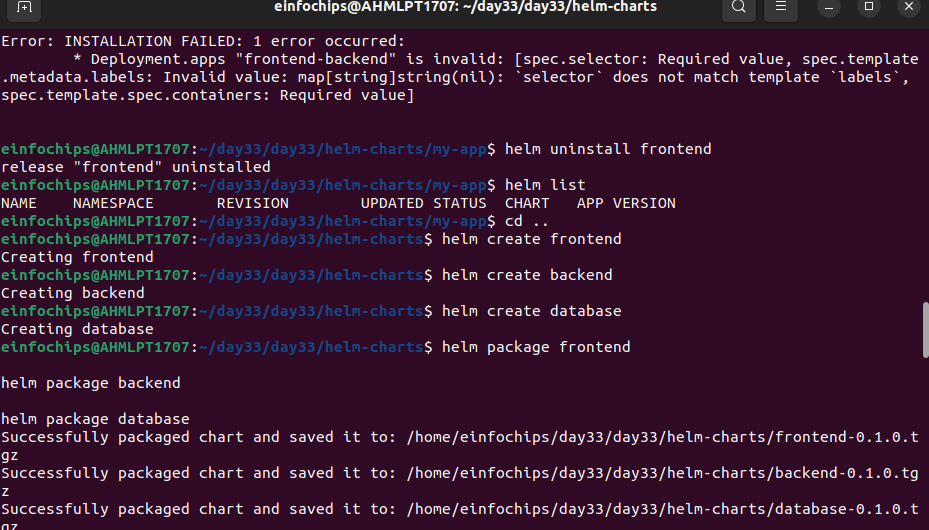 einfochips@AHMLPT1707: ~/day33/day33/helm-charts
Error: INSTALLATION FAILED: 1 error occurred:
        * Deployment.apps "frontend-backend" is invalid: [spec.selector: Required value, spec.template
.metadata.labels: Invalid value: map[string]string(nil): `selector` does not match template `labels`,
spec.template.spec.containers: Required value]
einfochips@AHMLPT1707:~/day33/day33/helm-charts/my-app$ helm uninstall frontend
release "frontend" uninstalled
einfochips@AHMLPT1707:~/day33/day33/helm-charts/my-app$ helm list
NAME    NAMESPACE       REVISION        UPDATED STATUS  CHART   APP VERSION
einfochips@AHMLPT1707:~/day33/day33/helm-charts/my-app$ cd ..
einfochips@AHMLPT1707:~/day33/day33/helm-charts$ helm create frontend
Creating frontend
einfochips@AHMLPT1707:~/day33/day33/helm-charts$ helm create backend
Creating backend
einfochips@AHMLPT1707:~/day33/day33/helm-charts$ helm create database
Creating database
einfochips@AHMLPT1707:~/day33/day33/helm-charts$ helm package frontend
helm package backend
helm package database
Successfully packaged chart and saved it to: /home/einfochips/day33/day33/helm-charts/frontend-0.1.0.t
gz
Successfully packaged chart and saved it to: /home/einfochips/day33/day33/helm-charts/backend-0.1.0.tg
z
Successfully packaged chart and saved it to: /home/einfochips/day33/day33/helm-charts/database-0.1.0.t
gz